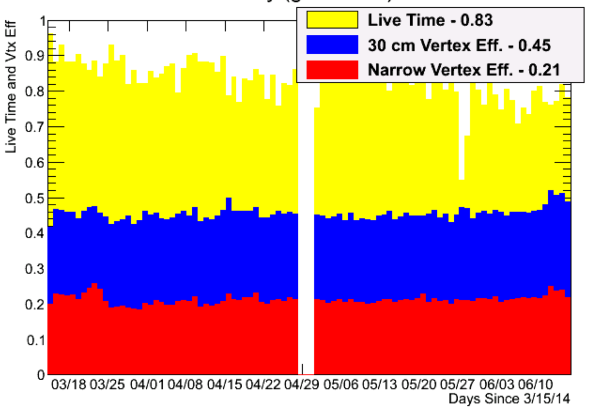 Live Time - 0.83
30 cm Vertex Eff. - 0.45
Narrow Vertex Eff. - 0.21
Live Time and Vtx Eff
1
0.9
0.8
0.7
0.6
0.5
0.4
0.3
0.2
0.1
0
03/18 03/25 04/01 04/08 04/15 04/22 04/29 05/06 05/13 05/20 05/27 06/03 06/10
Days Since 3/15/14